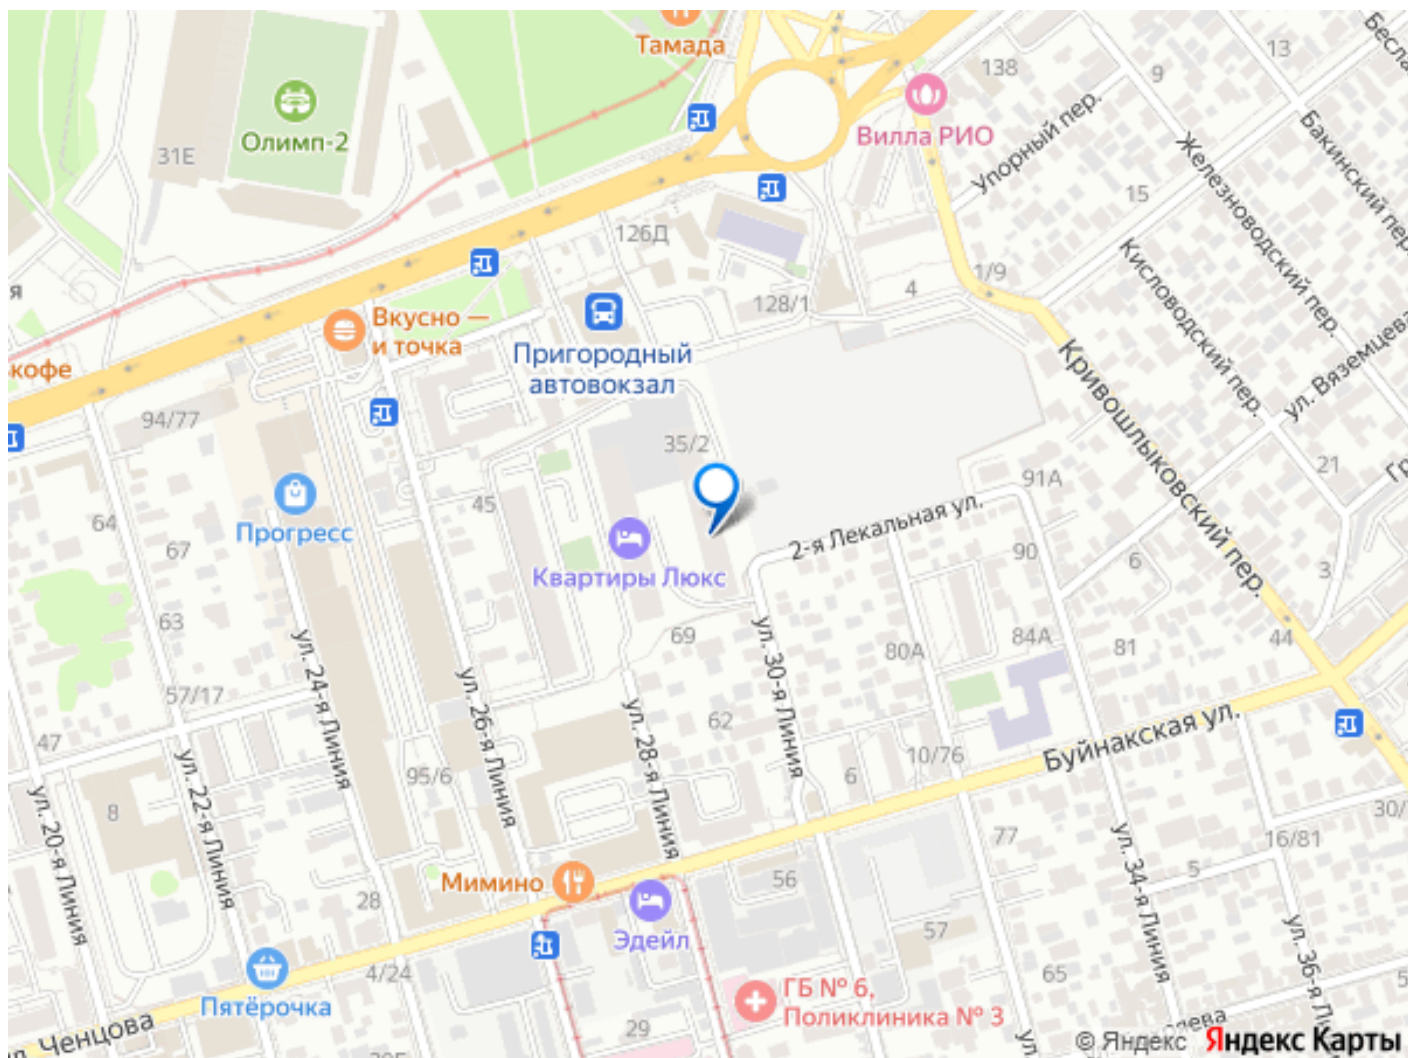 Тамада
138
13
9
Олимп-2
31Е
Вилла РИО
Упорный пер.
Железноводский пер.
Бакинский пер.
15
126Д
Кисловодский пер.
1/9
4
128/1
ул. Вяземцева
я
Вкусно —
и точка
Пригородный
автовокзал
кофе
Кривошлыковский пер.
94/77
35/2
21
91А
45
Прогресс
64
67
2-я Лекальная ул.
90
6
3
Квартиры Люкс
63
69
ул. 30-я Линия
80А
84А
81
44
ул. 24-я Линия
ул. 26-я Линия
57/17
ул. 28-я Линия
62
47
Буйнакская ул.
10/76
6
95/6
8
ул. 22-я Линия
ул. 20-я Линия
30/
77
16/81
5
ул. 34-я Линия
Мимино
56
28
Эдейл
57
ул. 36-я Л
4/24
65
Пятёрочка
ГБ № 6,
Поликлиника № 3
29
ул
Ченцова
© Яндекс Яндекс Карты